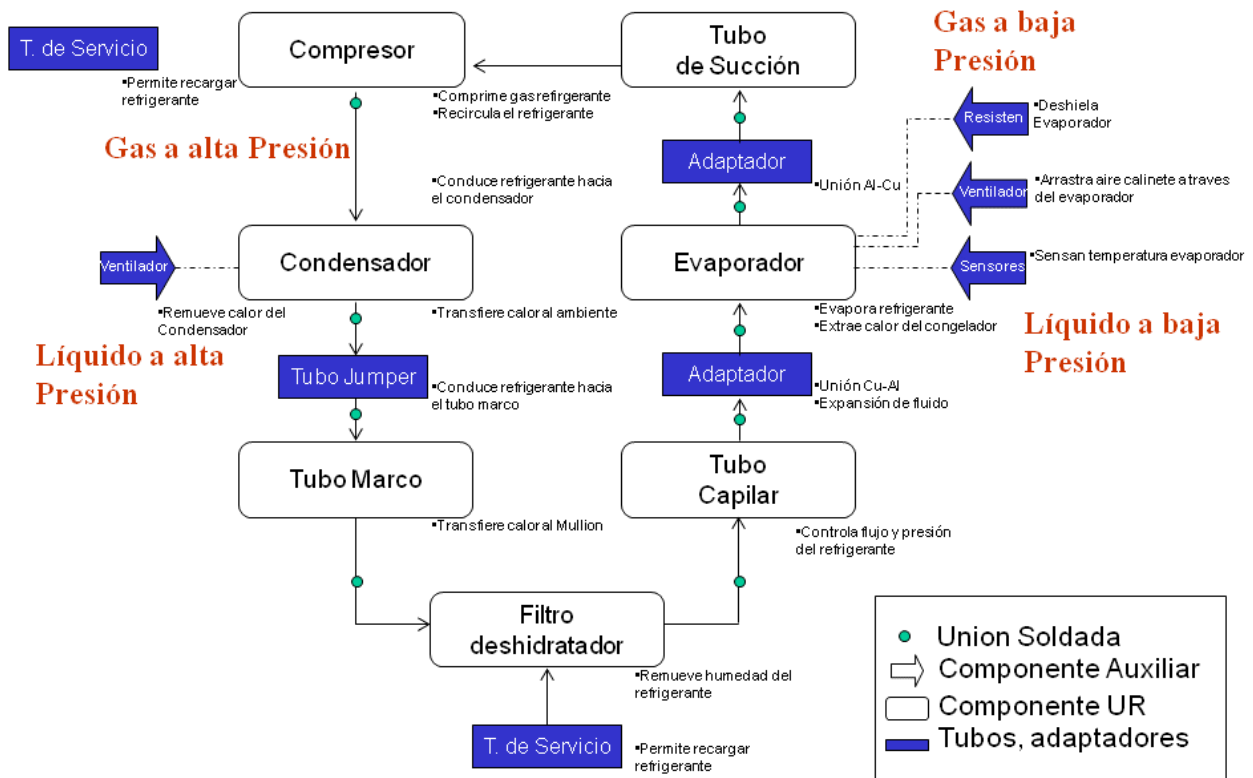 T. de Servicio
▪Permite recargar
refrigerante
Compresor
▪Comprime gas refirgerante
▪Recircula el refrigerante
Tubo
de Succión
Gas a baja
Presión
Resisten
▪Deshiela
Evaporador
Gas a alta Presión
▪Conduce refrigerante hacia
el condensador
Adaptador
▪Unión Al-Cu
Ventilador
▪Arrastra aire calinete a traves
del evaporador
Ventilador
▪Remueve calor del
Condensador
Condensador
▪Transfiere calor al ambiente
Evaporador
▪Evapora refrigerante
▪Extrae calor del congelador
Sensores
▪Sensan temperatura evaporador
Líquido a alta
Presión
Líquido a baja
Presión
Tubo Jumper
▪Conduce refrigerante hacia
el tubo marco
Adaptador
▪Unión Cu-Al
▪Expansión de fluido
Tubo Marco
▪Transfiere calor al Mullion
Tubo
Capilar
▪Controla flujo y presión
del refrigerante
Filtro
deshidratador
▪Remueve humedad del
refrigerante
T. de Servicio
▪Permite recargar
refrigerante
Union Soldada
Componente Auxiliar
Componente UR
Tubos, adaptadores